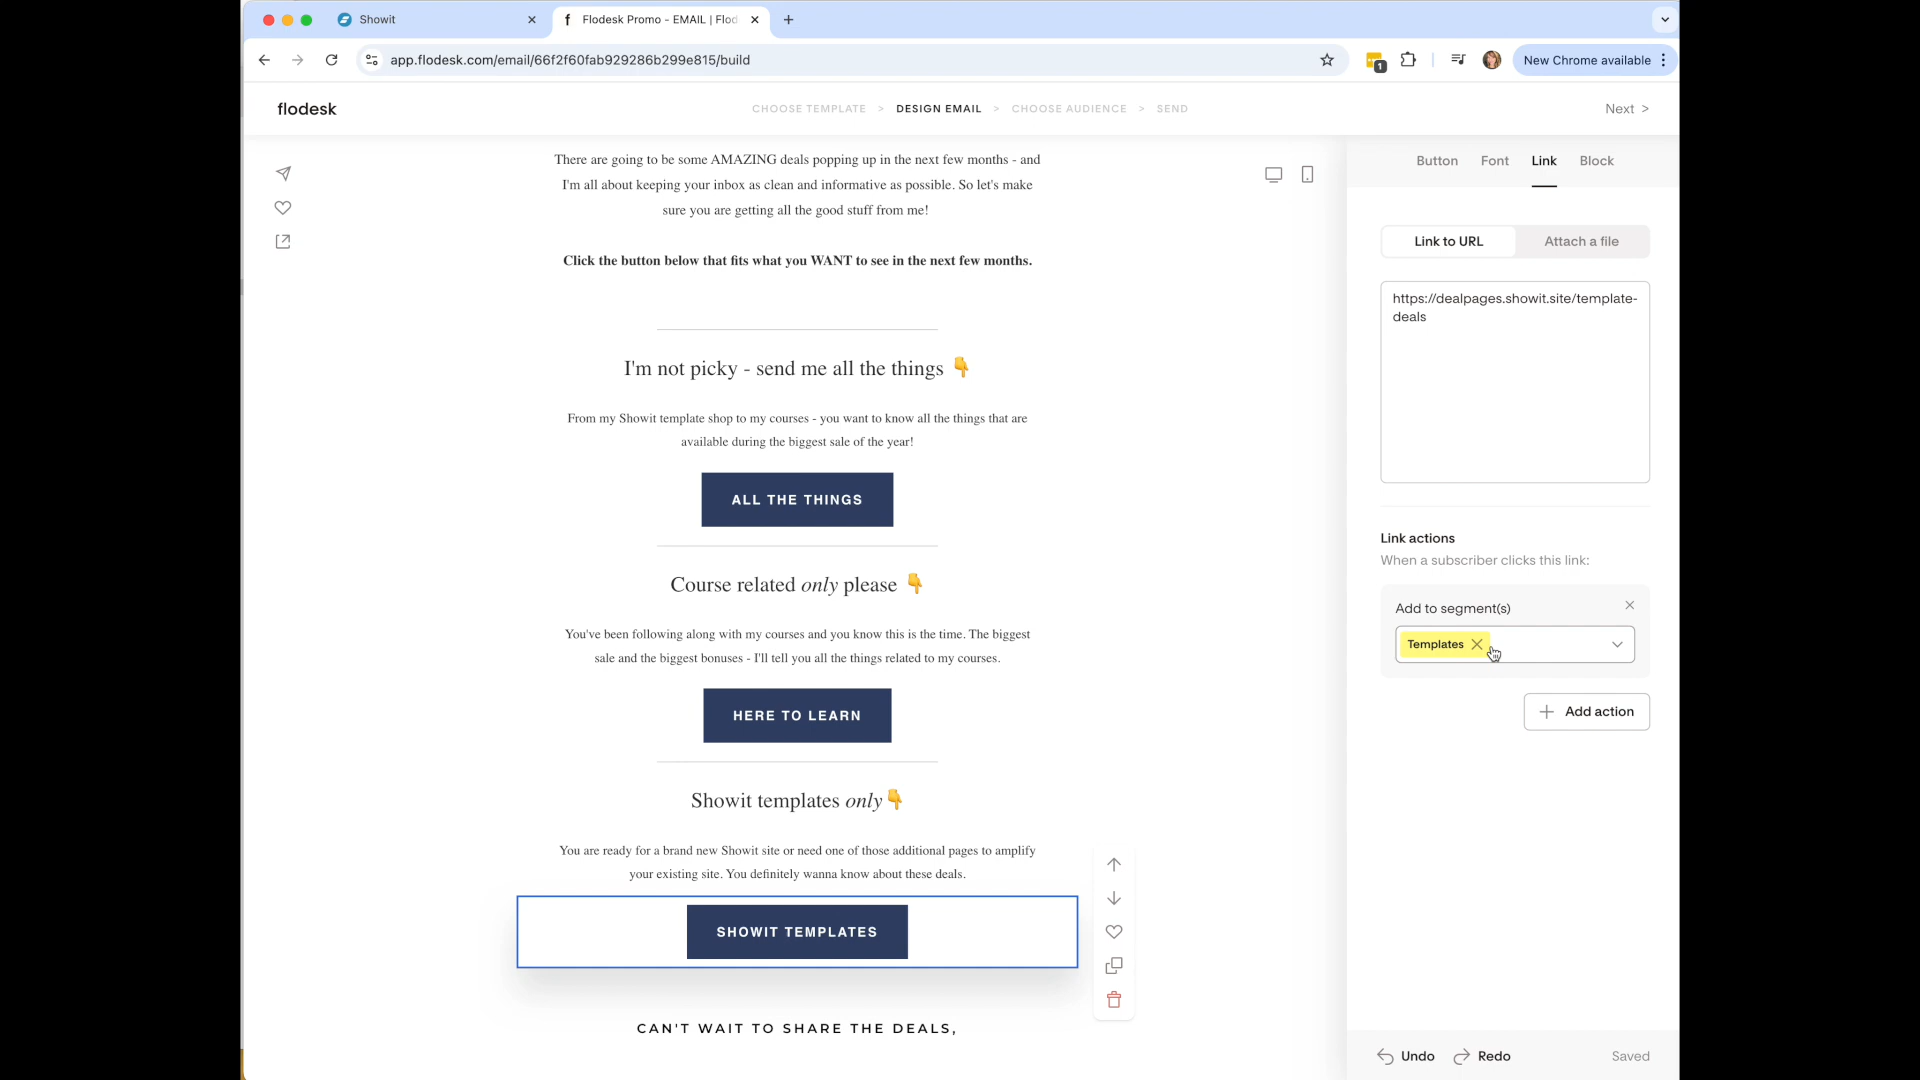 Showit
Flodesk Promo - EMAIL | Flod
app.flodesk.com/email/66f2f60fab929286b299e815/build
1
New Chrome available
flodesk
CHOOSE TEMPLATE > DESIGN EMAIL > CHOOSE AUDIENCE > SEND
Next >
There are going to be some AMAZING deals popping up in the next few months - and
I'm all about keeping your inbox as clean and informative as possible. So let's make
sure you are getting all the good stuff from me!
Click the button below that fits what you WANT to see in the next few months.
I'm not picky - send me all the things 👇
From my Showit template shop to my courses - you want to know all the things that are
available during the biggest sale of the year!
ALL THE THINGS
Course related only please 👇
You've been following along with my courses and you know this is the time. The biggest
sale and the biggest bonuses - I'll tell you all the things related to my courses.
HERE TO LEARN
Showit templates only👇
You are ready for a brand new Showit site or need one of those additional pages to amplify
your existing site. You definitely wanna know about these deals.
SHOWIT TEMPLATES
CAN'T WAIT TO SHARE THE DEALS,
Button Font Link Block
Link to URL Attach a file
https://dealpages.showit.site/template-
deals
Link actions
When a subscriber clicks this link:
Add to segment(s)
Templates
Add action
Undo Redo Saved